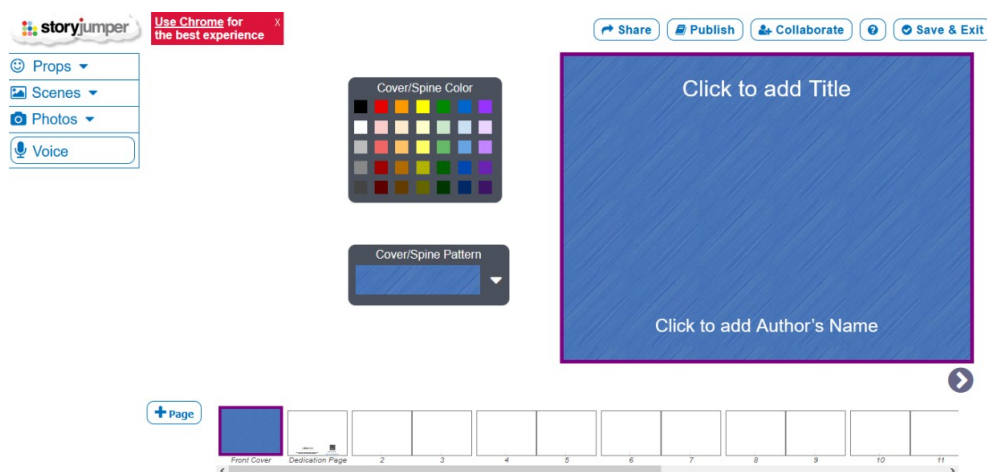 storyjumper
Use Chrome for
the best experience
X
Share
Publish
Collaborate
?
Save & Exit
Props
Scenes
Photos
Voice
Cover/Spine Color
Cover/Spine Pattern
Click to add Title
Click to add Author's Name
+ Page
Front Cover
Dedication Page
2
3
4
5
6
7
8
9
10
11